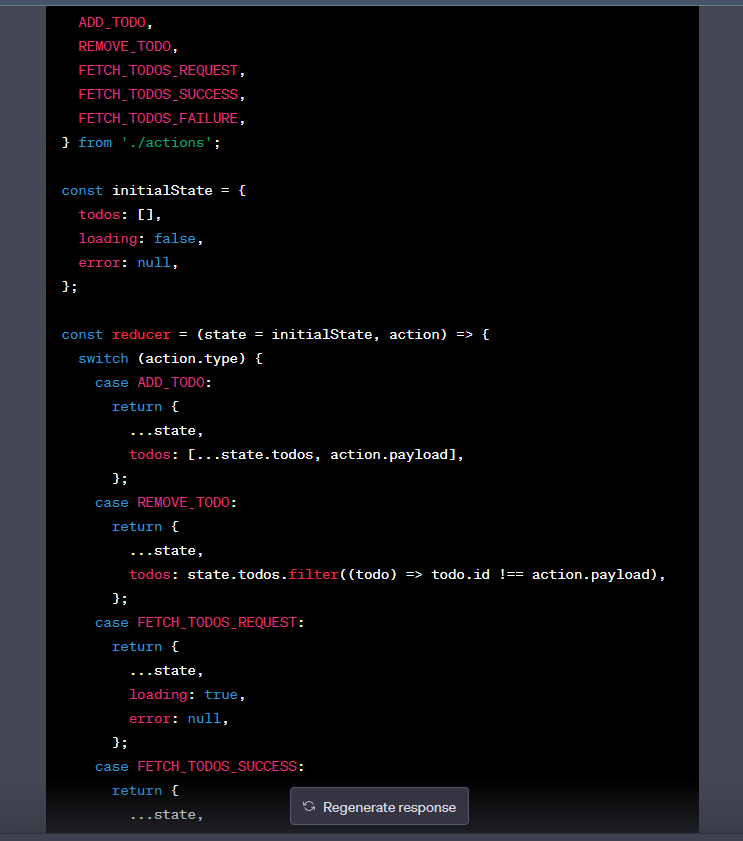 ADD_TODO,
  REMOVE_TODO,
  FETCH_TODOS_REQUEST,
  FETCH_TODOS_SUCCESS,
  FETCH_TODOS_FAILURE,
} from './actions';

const initialState = {
  todos: [],
  loading: false,
  error: null,
};

const reducer = (state = initialState, action) => {
  switch (action.type) {
    case ADD_TODO:
      return {
        ...state,
        todos: [...state.todos, action.payload],
      };
    case REMOVE_TODO:
      return {
        ...state,
        todos: state.todos.filter((todo) => todo.id !== action.payload),
      };
    case FETCH_TODOS_REQUEST:
      return {
        ...state,
        loading: true,
        error: null,
      };
    case FETCH_TODOS_SUCCESS:
      return {
        ...state,
Regenerate response